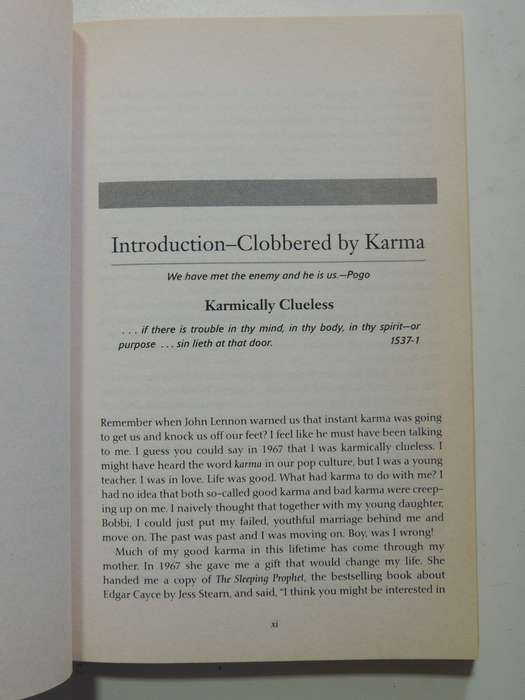 Introduction–Clobbered by Karma
We have met the enemy and he is us.—Pogo
Karmically Clueless
. . . if there is trouble in thy mind, in thy body, in thy spirit—or
purpose . . . sin lieth at that door. 1537-1
Remember when John Lennon warned us that instant karma was going
to get us and knock us off our feet? I feel like he must have been talking
to me. I guess you could say in 1967 that I was karmically clueless. I
might have heard the word karma in our pop culture, but I was a young
teacher. I was in love. Life was good. What had karma to do with me? I
had no idea that both so-called good karma and bad karma were creep-
ing up on me. I naively thought that together with my young daughter,
Bobbi, I could just put my failed, youthful marriage behind me and
move on. The past was past and I was moving on. Boy, was I wrong!
Much of my good karma in this lifetime has come through my
mother. In 1967 she gave me a gift that would change my life. She
handed me a copy of The Sleeping Prophet, the bestselling book about
Edgar Cayce by Jess Stearn, and said, “I think you might be interested in
xi